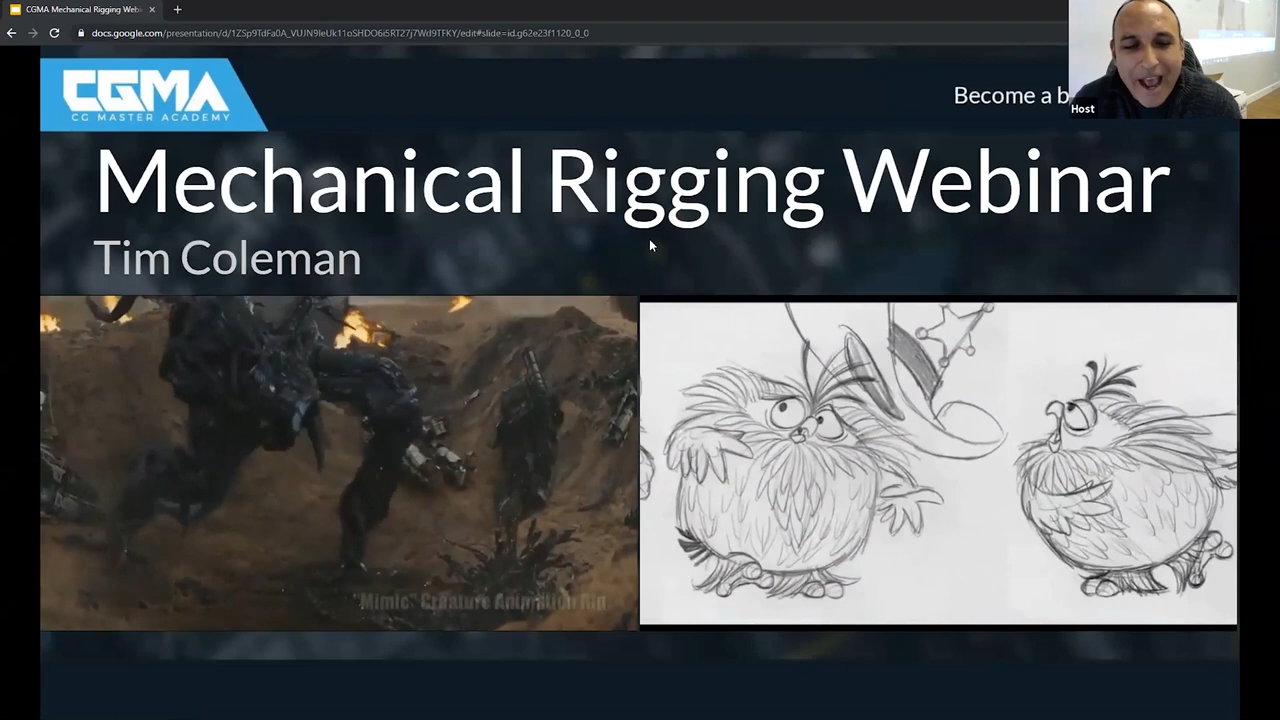 CGMA Mechanical Rigging Web
docs.google.com/presentation/d/1ZSp9TdFa0A_VUJN9IeUk11oSHDO6i5RT27j7Wd9TFKY/edit#slide=id.g62e23f1120_0_0
CGMA
CG MASTER ACADEMY
Become a b
Host
Mechanical Rigging Webinar
Tim Coleman
"Mimic" Creature Animation Rig